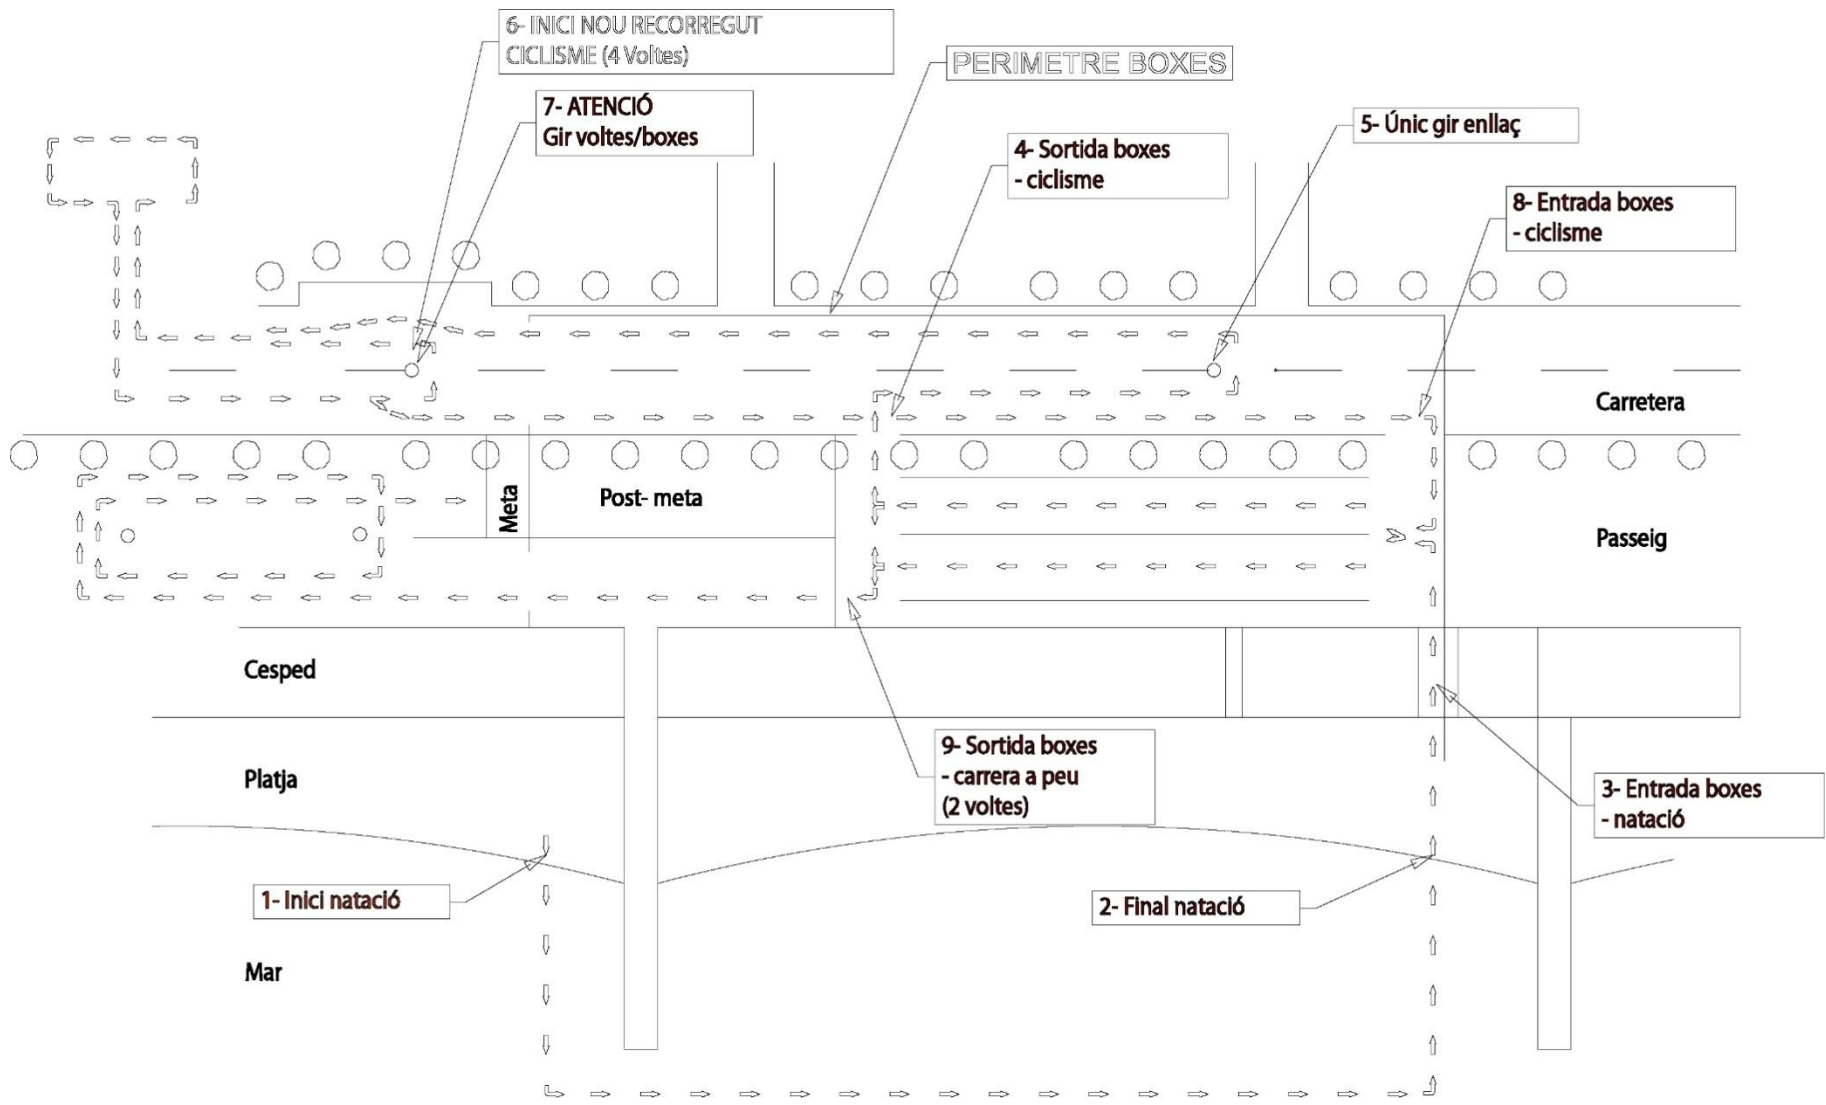 6- INICI NOU RECORREGUT
CICLISME (4 Voltes)
PERIMETRE BOXES
7- ATENCIÓ
Gir voltes/boxes
4- Sortida boxes
- ciclisme
5- Únic gir enllaç
8- Entrada boxes
- ciclisme
Carretera
Meta
Post- meta
Passeig
Cesped
9- Sortida boxes
- carrera a peu
(2 voltes)
Platja
3- Entrada boxes
- natació
1- Inici natació
2- Final natació
Mar